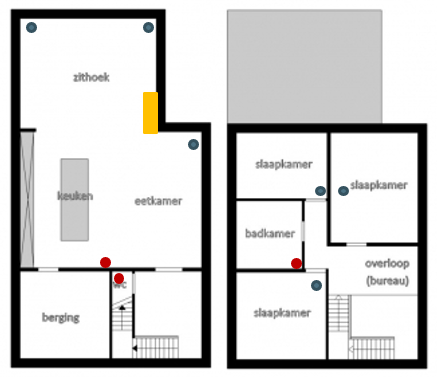 zithoek
keuken
eetkamer
wc
berging
slaapkamer
slaapkamer
badkamer
overloop
(bureau)
slaapkamer